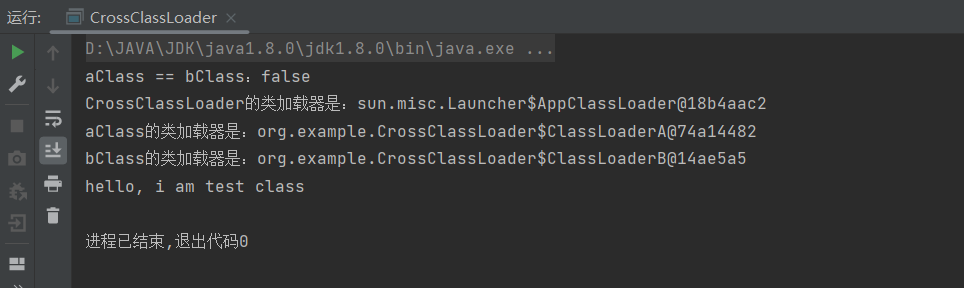 运行: CrossClassLoader
D:\JAVA\JDK\java1.8.0\jdk1.8.0\bin\java.exe ...
aClass == bClass：false
CrossClassLoader的类加载器是：sun.misc.Launcher$AppClassLoader@18b4aac2
aClass的类加载器是：org.example.CrossClassLoader$ClassLoaderA@74a14482
bClass的类加载器是：org.example.CrossClassLoader$ClassLoaderB@14ae5a5
hello, i am test class
进程已结束,退出代码0